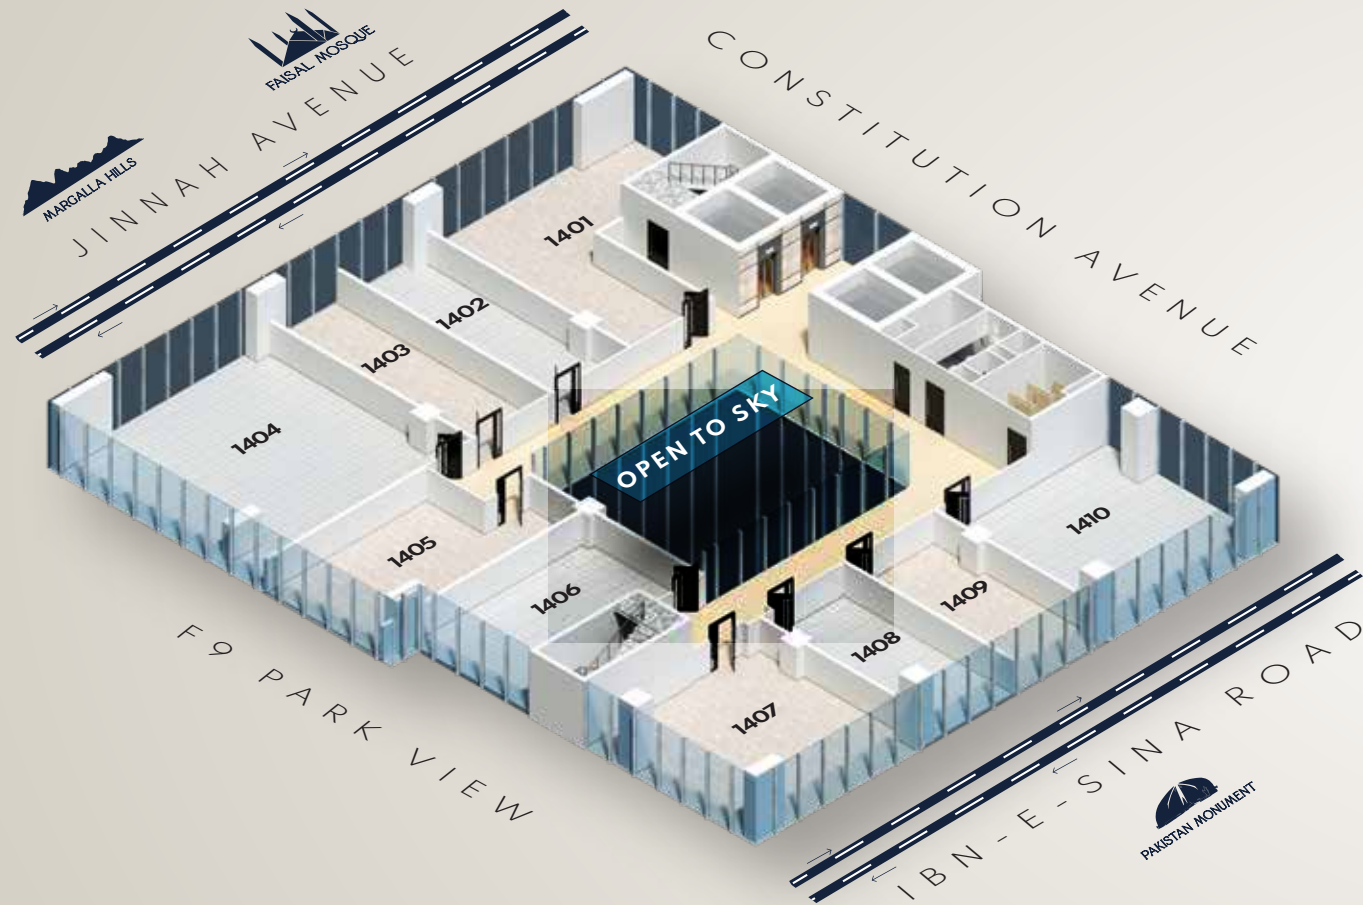 FAISAL MOSQUE
MARGALLA HILLS
JINNAH AVENUE
CONSTITUTION AVENUE
1401
1402
1403
1404
OPEN TO SKY
1405
1406
1407
1408
1409
1410
F9 PARK VIEW
IBN-E-SINA ROAD
PAKISTAN MONUMENT